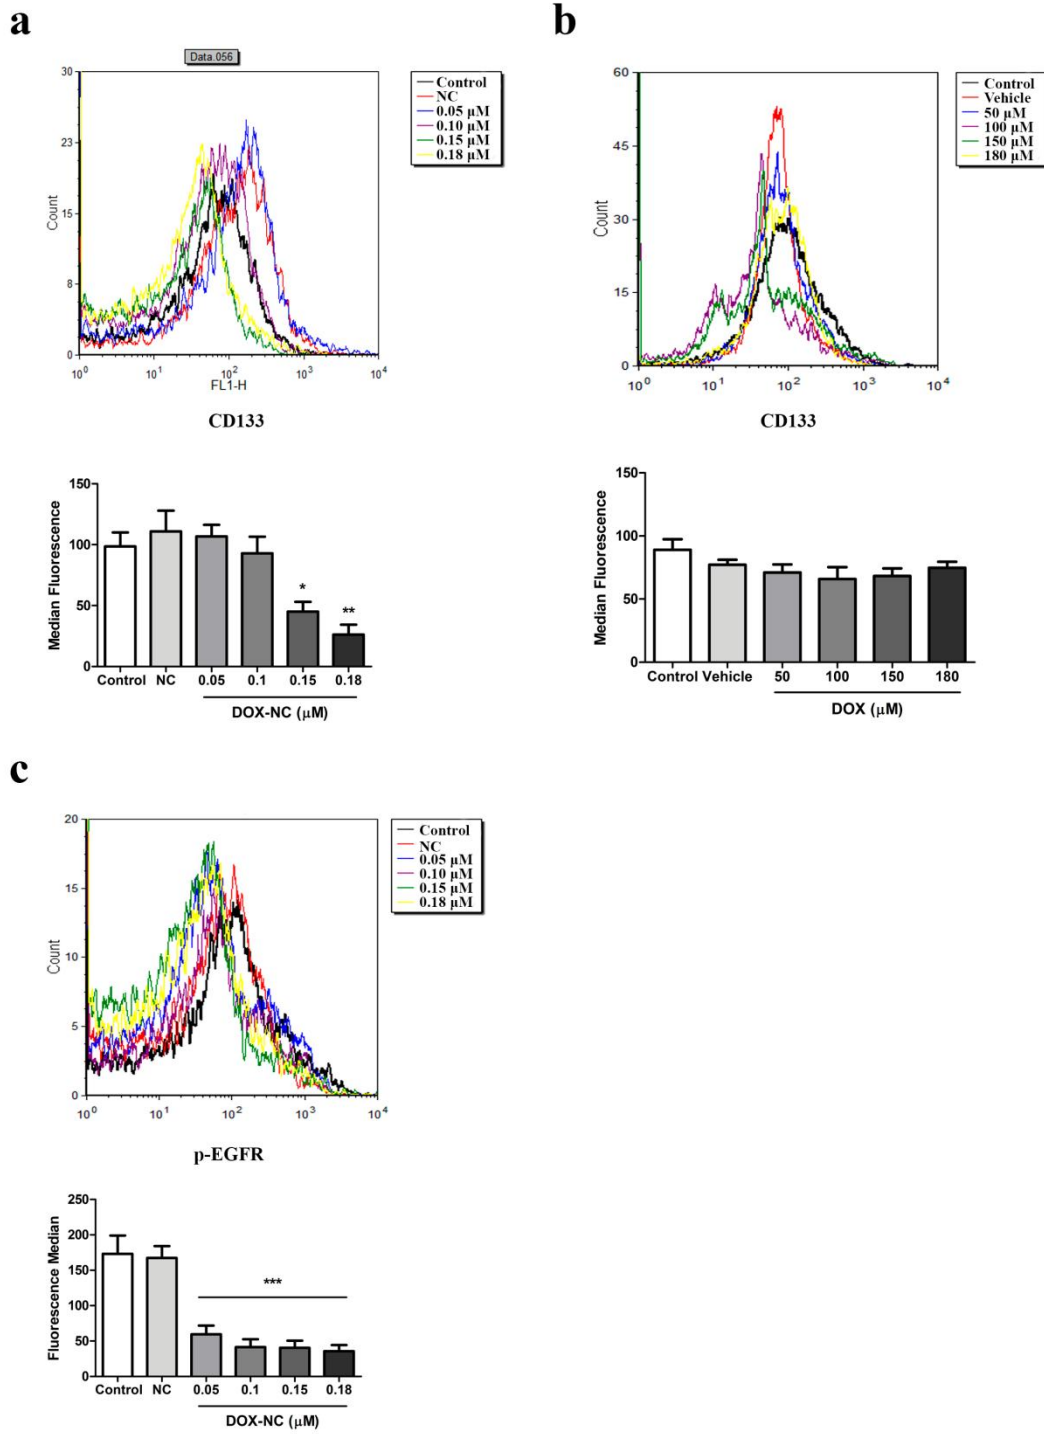 a
Data.056
30
23
15
8
0
Count
10^0
10^1
10^2
10^3
10^4
FL1-H
CD133
Control
NC
0.05 µM
0.10 µM
0.15 µM
0.18 µM
b
60
45
30
15
0
Count
10^0
10^1
10^2
10^3
10^4
CD133
Control
Vehicle
50 µM
100 µM
150 µM
180 µM
Median Fluorescence
150
100
50
0
*
**
Control
NC
0.05
0.1
0.15
0.18
DOX-NC (µM)
Median Fluorescence
150
100
50
0
Control
Vehicle
50
100
150
180
DOX (µM)
c
20
15
10
5
0
Count
10^0
10^1
10^2
10^3
10^4
p-EGFR
Control
NC
0.05 µM
0.10 µM
0.15 µM
0.18 µM
Fluorescence Median
250
200
150
100
50
0
***
Control
NC
0.05
0.1
0.15
0.18
DOX-NC (µM)